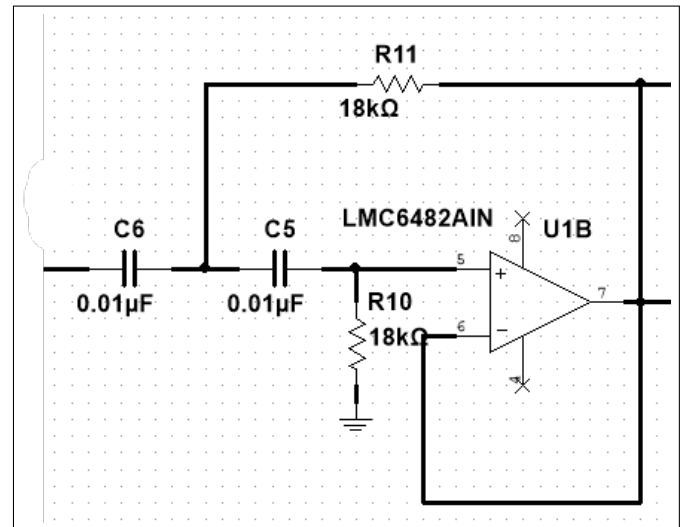 R11
18kΩ
LMC6482AIN
U1B
C6
C5
8
5
+
7
0.01µF
0.01µF
R10
6
18kΩ
−
4